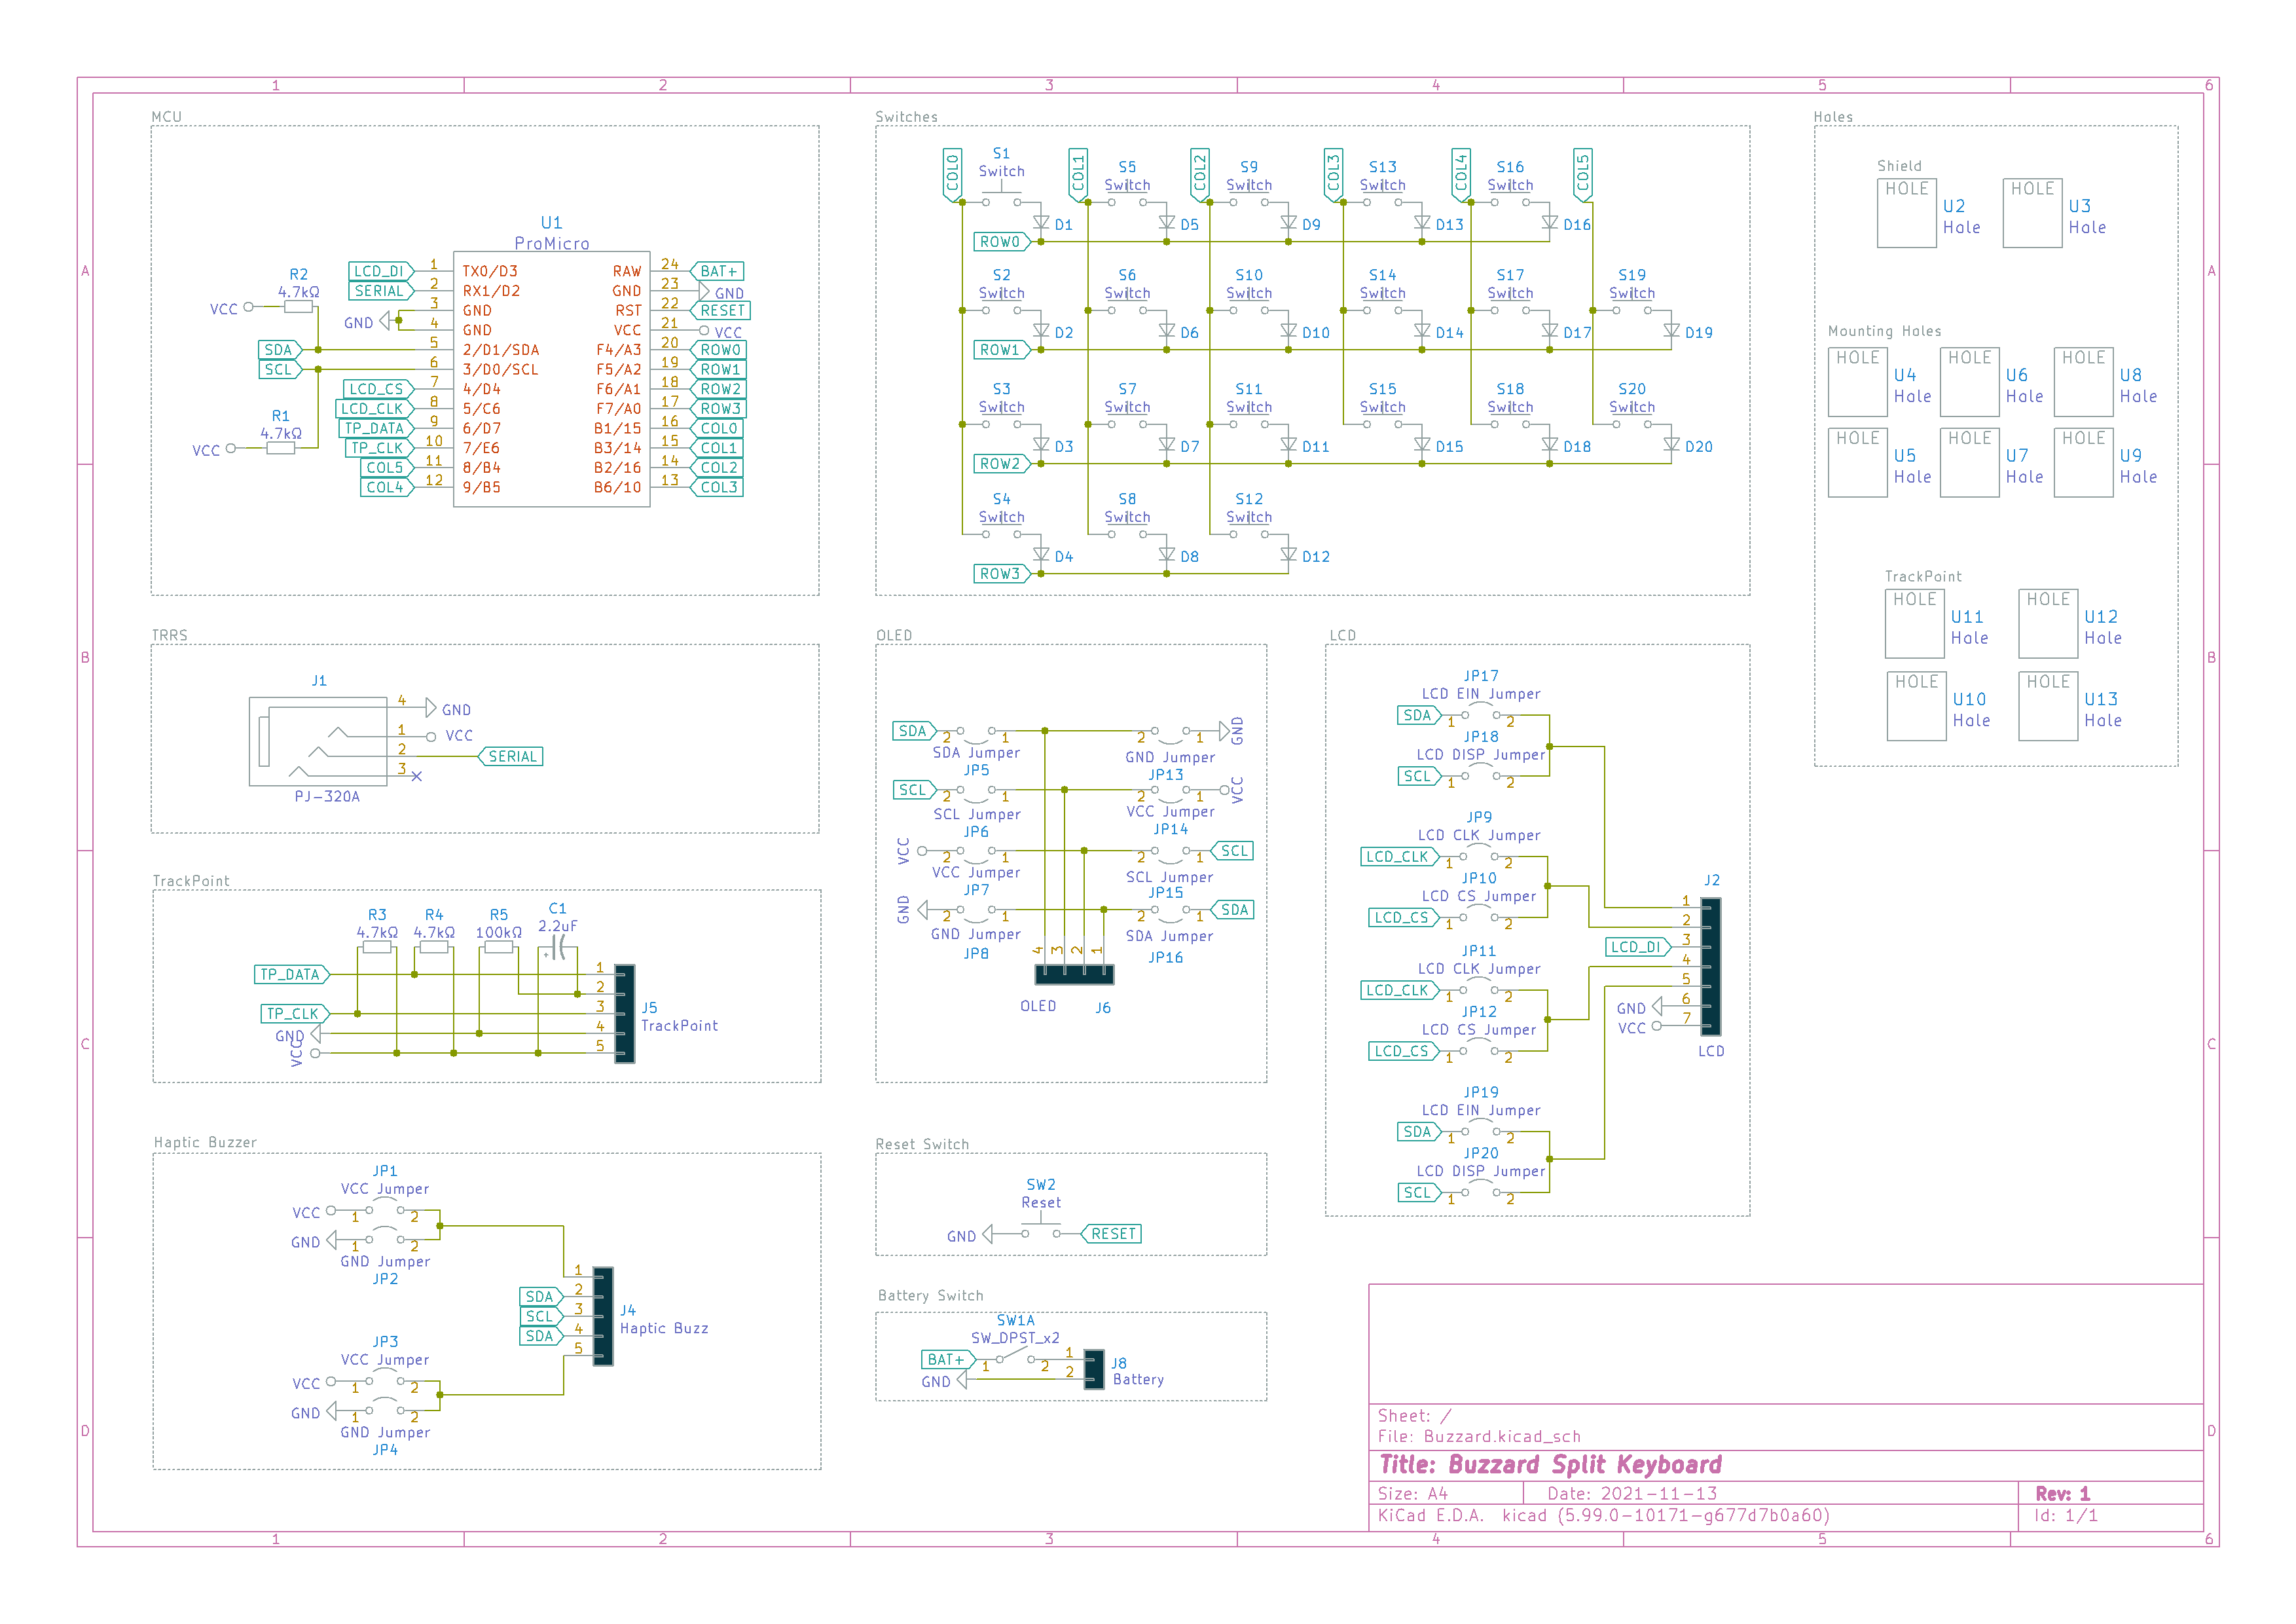 1 2 3 4 5 6
A
B
C
D
MCU
U1
ProMicro
R2
4.7kΩ
VCC
GND
SDA
SCL
R1
4.7kΩ
VCC
LCD_DI 1 TX0/D3 RAW 24 BAT+
SERIAL 2 RX1/D2 GND 23 GND
3 GND RST 22 RESET
4 GND VCC 21 VCC
5 2/D1/SDA F4/A3 20 ROW0
6 3/D0/SCL F5/A2 19 ROW1
LCD_CS 7 4/D4 F6/A1 18 ROW2
LCD_CLK 8 5/C6 F7/A0 17 ROW3
TP_DATA 9 6/D7 B1/15 16 COL0
TP_CLK 10 7/E6 B3/14 15 COL1
COL5 11 8/B4 B2/16 14 COL2
COL4 12 9/B5 B6/10 13 COL3
Switches
COL0 COL1 COL2 COL3 COL4 COL5
S1 S5 S9 S13 S16
Switch Switch Switch Switch Switch
D1 D5 D9 D13 D16
ROW0
S2 S6 S10 S14 S17 S19
Switch Switch Switch Switch Switch Switch
D2 D6 D10 D14 D17 D19
ROW1
S3 S7 S11 S15 S18 S20
Switch Switch Switch Switch Switch Switch
D3 D7 D11 D15 D18 D20
ROW2
S4 S8 S12
Switch Switch Switch
D4 D8 D12
ROW3
Holes
Shield
HOLE HOLE
U2 U3
Hole Hole
Mounting Holes
HOLE HOLE HOLE
U4 U6 U8
Hole Hole Hole
HOLE HOLE HOLE
U5 U7 U9
Hole Hole Hole
TrackPoint
HOLE HOLE
U11 U12
Hole Hole
HOLE HOLE
U10 U13
Hole Hole
TRRS
J1
4 GND
1 VCC
2 SERIAL
3
PJ-320A
TrackPoint
R3 R4 R5 C1
4.7kΩ 4.7kΩ 100kΩ 2.2uF
+
TP_DATA 1
2
TP_CLK 3
GND 4
VCC 5
J5
TrackPoint
Haptic Buzzer
JP1
VCC Jumper
VCC 1 2
GND 1 2
GND Jumper
JP2
1
SDA 2
SCL 3
SDA 4
5
J4
Haptic Buzz
JP3
VCC Jumper
VCC 1 2
GND 1 2
GND Jumper
JP4
OLED
SDA 2 1 2 1 GND
SDA Jumper GND Jumper
JP5 JP13
SCL 2 1 2 1 VCC
SCL Jumper VCC Jumper
JP6 JP14
VCC 2 1 2 1 SCL
VCC Jumper SCL Jumper
JP7 JP15
GND 2 1 2 1 SDA
GND Jumper SDA Jumper
JP8 JP16
4 3 2 1
OLED J6
Reset Switch
SW2
Reset
GND RESET
Battery Switch
SW1A
SW_DPST_x2
BAT+ 1 2 1
GND 2
J8
Battery
LCD
JP17
LCD EIN Jumper
SDA 1 2
JP18
LCD DISP Jumper
SCL 1 2
JP9
LCD CLK Jumper
LCD_CLK 1 2
JP10
LCD CS Jumper
LCD_CS 1 2
JP11
LCD CLK Jumper
LCD_CLK 1 2
JP12
LCD CS Jumper
LCD_CS 1 2
JP19
LCD EIN Jumper
SDA 1 2
JP20
LCD DISP Jumper
SCL 1 2
J2
1
2
LCD_DI 3
4
5
GND 6
VCC 7
LCD
Sheet: /
File: Buzzard.kicad_sch
Title: Buzzard Split Keyboard
Size: A4 Date: 2021-11-13 Rev: 1
KiCad E.D.A. kicad (5.99.0-10171-g677d7b0a60) Id: 1/1
A
B
C
D
1 2 3 4 5 6